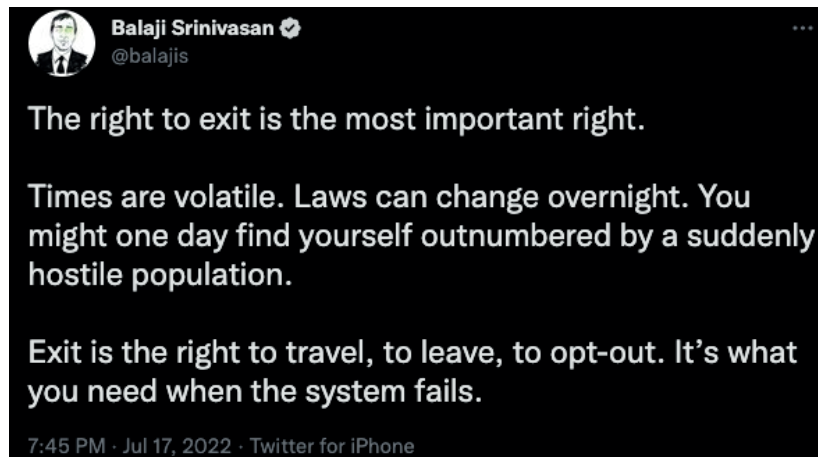 Balaji Srinivasan
@balajis
The right to exit is the most important right.
Times are volatile. Laws can change overnight. You
might one day find yourself outnumbered by a suddenly
hostile population.
Exit is the right to travel, to leave, to opt-out. It’s what
you need when the system fails.
7:45 PM · Jul 17, 2022 · Twitter for iPhone